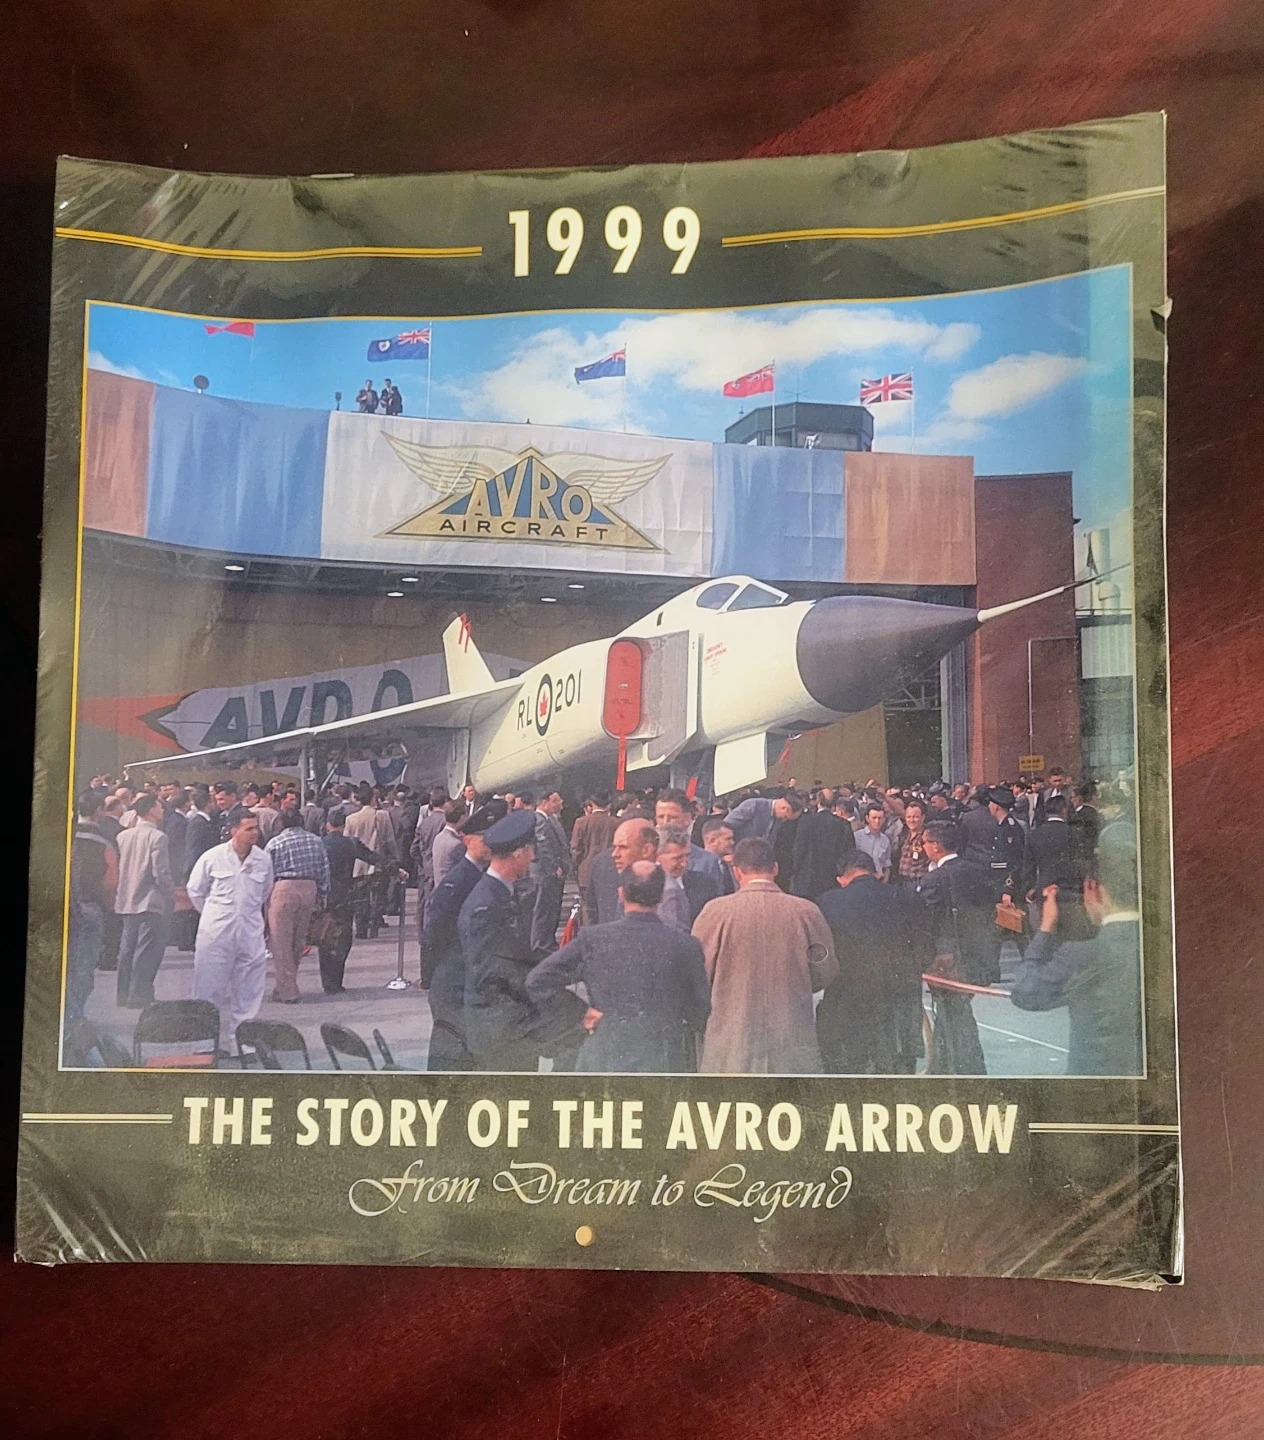 1999
AVRO
AIRCRAFT
AVRO
RL 201
THE STORY OF THE AVRO ARROW
From Dream to Legend